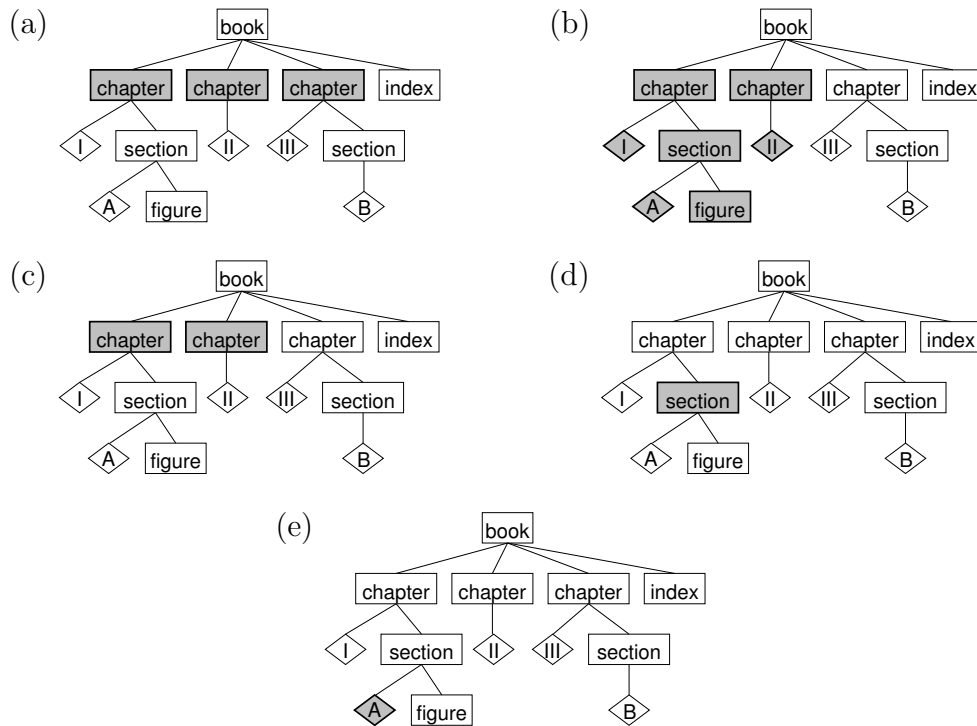 (a) book (b) book
chapter chapter chapter index chapter chapter chapter index
I section II III section I section II III section
A figure B A figure B
(c) book (d) book
chapter chapter chapter index chapter chapter chapter index
I section II III section I section II III section
A figure B A figure B
(e) book
chapter chapter chapter index
I section II III section
A figure B